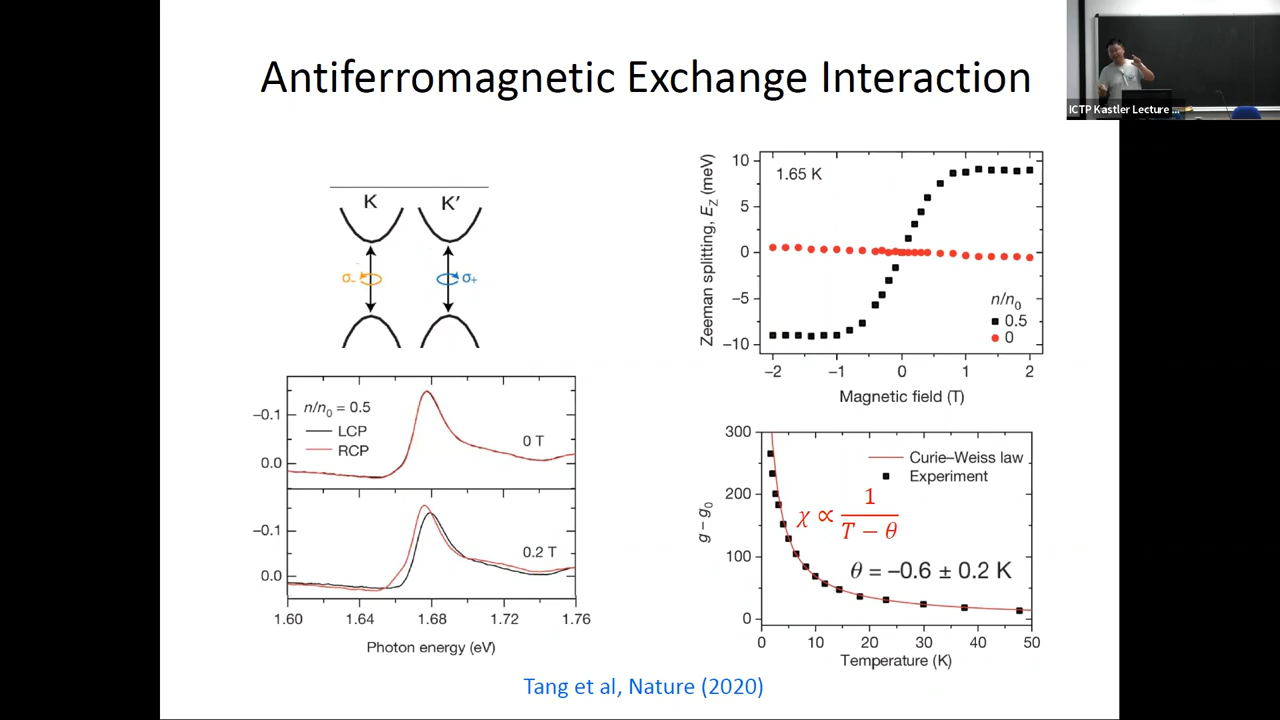 Antiferromagnetic Exchange Interaction
ICTP Kastler Lecture ...
K K′
σ- σ+
n/n0 = 0.5
LCP
RCP
0 T
−0.1
0.0
0.2 T
−0.1
0.0
1.60 1.64 1.68 1.72 1.76
Photon energy (eV)
Zeeman splitting, EZ (meV)
10
5
0
−5
−10
1.65 K
n/n0
0.5
0
−2 −1 0 1 2
Magnetic field (T)
g − g0
300
200
100
0
Curie–Weiss law
Experiment
χ ∝ 1/(T − θ)
θ = −0.6 ± 0.2 K
0 10 20 30 40 50
Temperature (K)
Tang et al, Nature (2020)